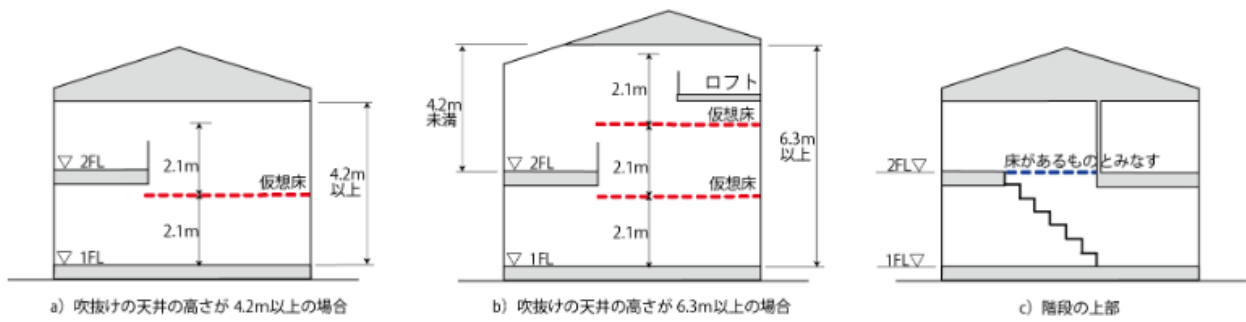 ▽ 2FL
2.1m
仮想床
4.2m
以上
2.1m
▽ 1FL
a）吹抜けの天井の高さが 4.2m以上の場合
4.2m
未満
2.1m
ロフト
仮想床
6.3m
以上
▽ 2FL
2.1m
仮想床
2.1m
▽ 1FL
b）吹抜けの天井の高さが 6.3m以上の場合
床があるものとみなす
2FL▽
1FL▽
c）階段の上部